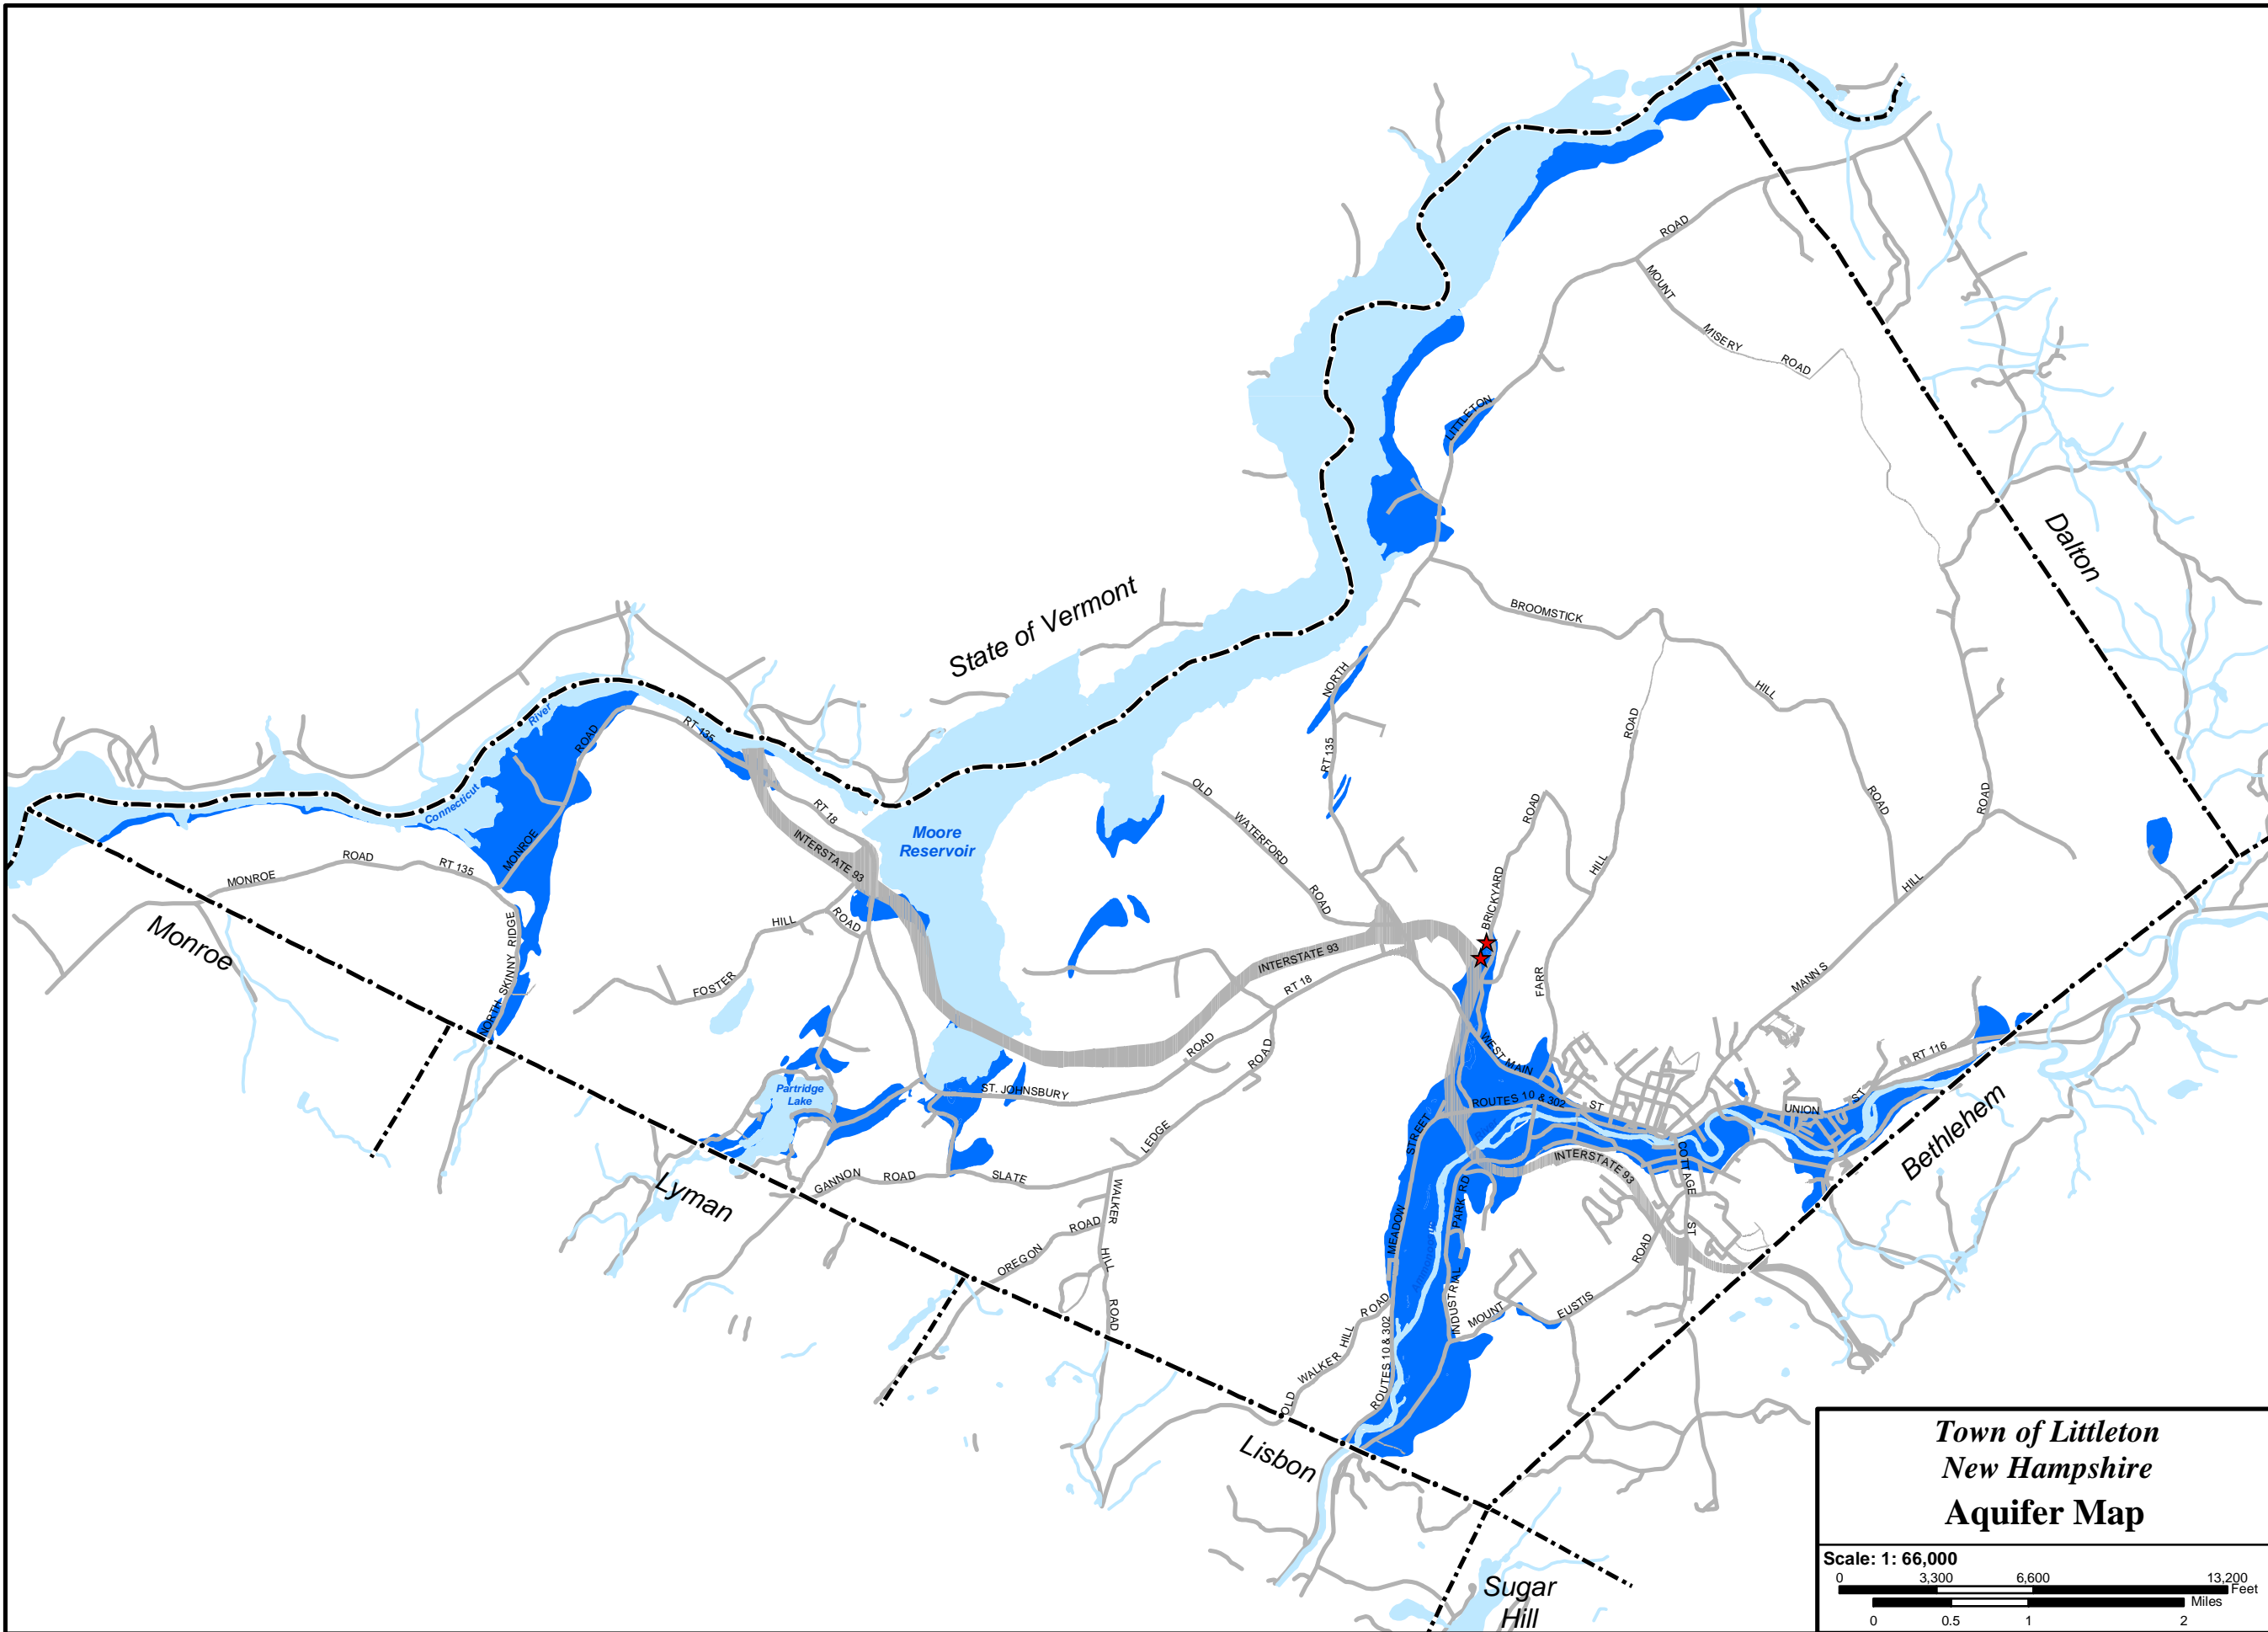 ROAD
MOUNT
MISERY
ROAD
LITTLETON
Dalton
State of Vermont
BROOMSTICK
HILL
ROAD
NORTH
ROAD
RT 135
River
ROAD
RT 135
Connecticut
MONROE
RT 18
INTERSTATE 93
Moore
Reservoir
OLD
WATERFORD
ROAD
ROAD
HILL
BRICKYARD
ROAD
HILL
MONROE
ROAD
RT 135
Monroe
NORTH SKINNY RIDGE
FOSTER
HILL
ROAD
INTERSTATE 93
RT 18
FARR
MANNS
ROAD
ROAD
ST. JOHNSBURY
Partridge
Lake
WEST MAIN
RT 116
ROUTES 10 & 302
ST
UNION
ST
LEDGE
STREET
INTERSTATE 93
COTTAGE
ST
Bethlehem
Lyman
GANNON
ROAD
SLATE
WALKER
HILL
ROAD
OREGON
ROAD
MEADOW
PARK RD
INDUSTRIAL
MOUNT
EUSTIS
ROAD
OLD
WALKER HILL
ROAD
ROUTES 10 & 302
Lisbon
Sugar
Hill
Town of Littleton
New Hampshire
Aquifer Map
Scale: 1: 66,000
0 3,300 6,600 13,200
Feet
Miles
0 0.5 1 2